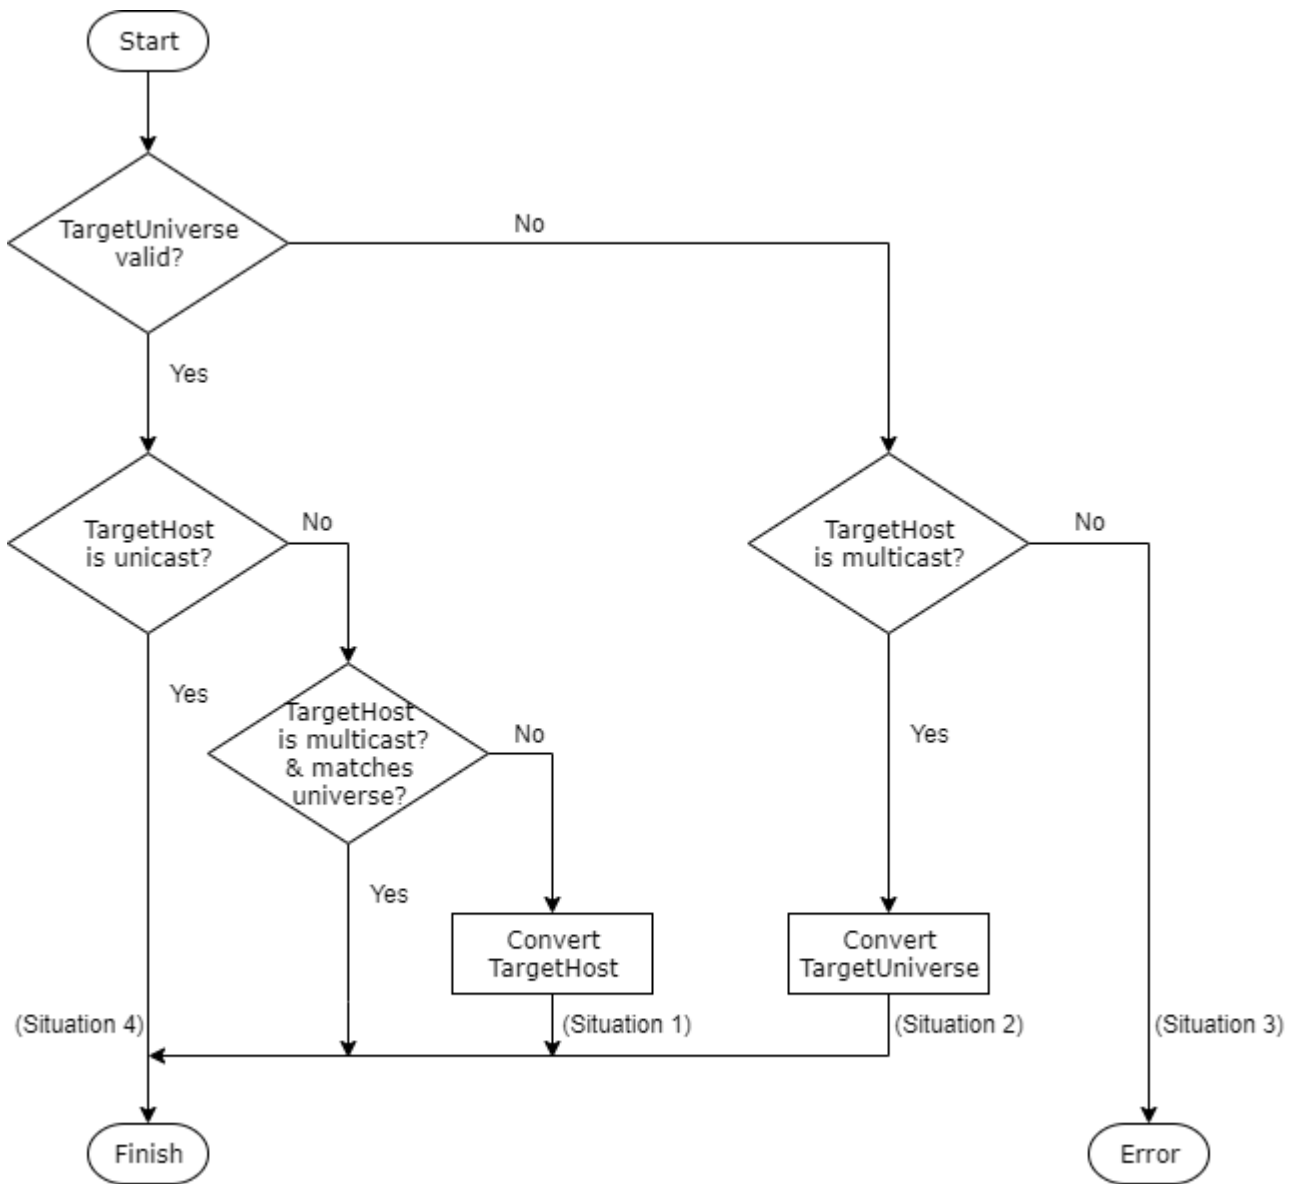 Start
TargetUniverse
valid?
No
Yes
TargetHost
is unicast?
No
TargetHost
is multicast?
No
Yes
TargetHost
is multicast?
& matches
universe?
No
Yes
Yes
Convert
TargetHost
Convert
TargetUniverse
(Situation 4)
(Situation 1)
(Situation 2)
(Situation 3)
Finish
Error